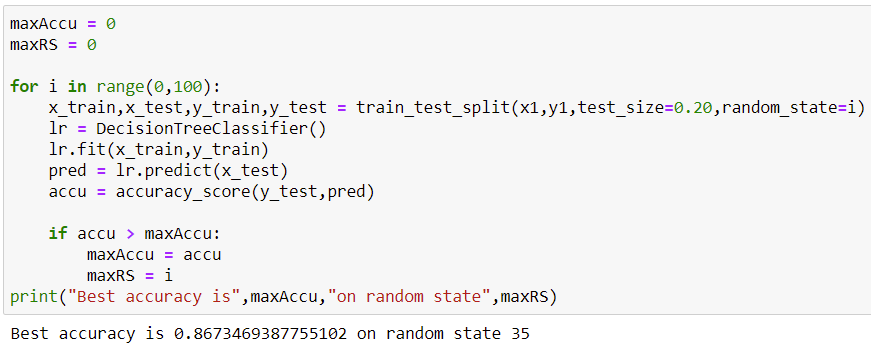 maxAccu = 0
maxRS = 0
for i in range(0,100):
    x_train,x_test,y_train,y_test = train_test_split(x1,y1,test_size=0.20,random_state=i)
    lr = DecisionTreeClassifier()
    lr.fit(x_train,y_train)
    pred = lr.predict(x_test)
    accu = accuracy_score(y_test,pred)
    if accu > maxAccu:
        maxAccu = accu
        maxRS = i
print("Best accuracy is",maxAccu,"on random state",maxRS)
Best accuracy is 0.8673469387755102 on random state 35